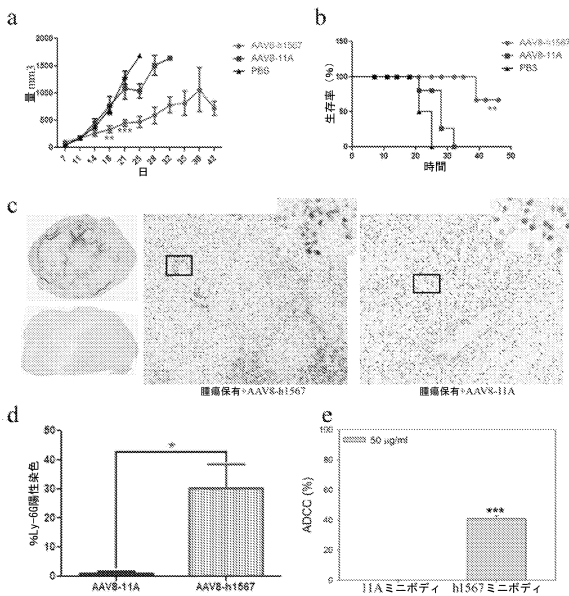 a
AAV8-h1567
AAV8-11A
PBS
量 mm3
2000
1500
1000
500
0
7 11 14 18 21 25 28 32 35 39 42
** ***
日
b
AAV8-h1567
AAV8-11A
PBS
生存率 (%)
150
100
50
0
0 10 20 30 40 50
**
時間
c
腫瘍保有+AAV8-h1567
腫瘍保有+AAV8-11A
d
%Ly-6G陽性染色
50
40
30
20
10
0
*
AAV8-11A
AAV8-h1567
e
50 µg/ml
ADCC (%)
100
80
60
40
20
0
***
11Aミニボディ
h1567ミニボディ